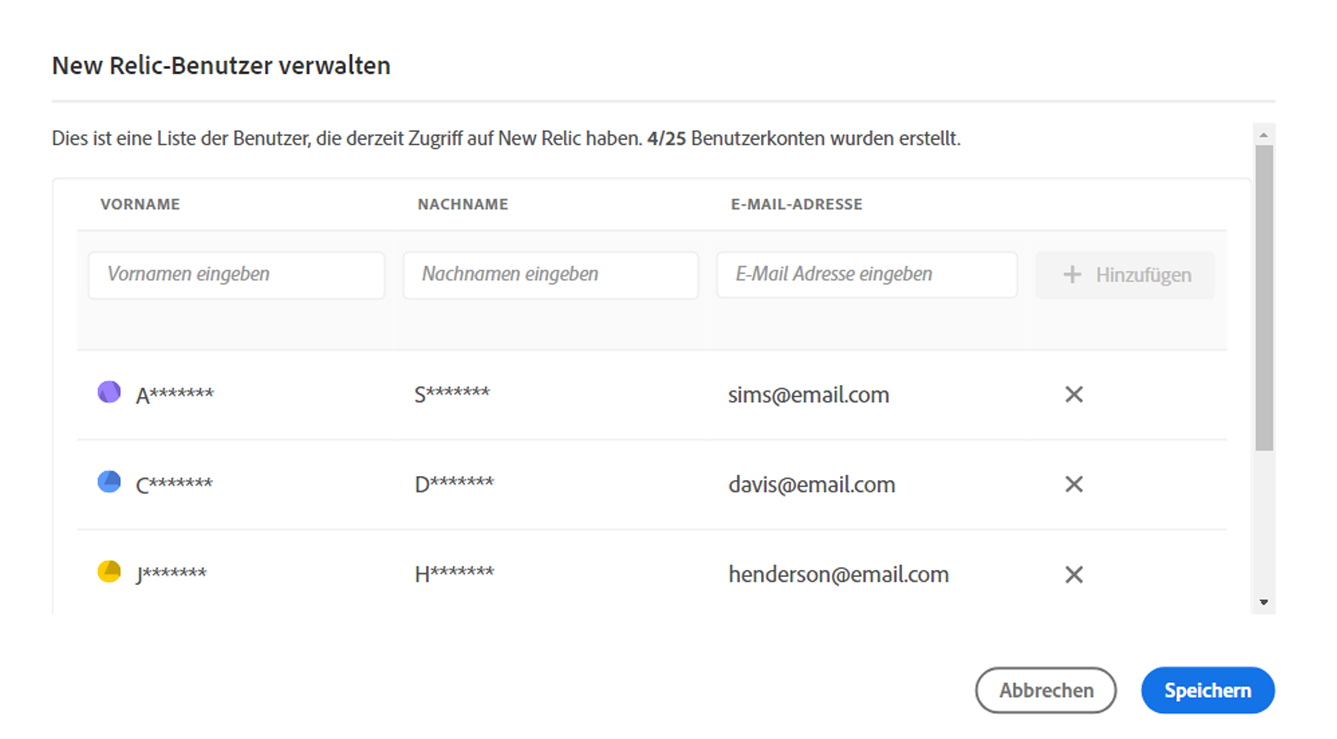 New Relic-Benutzer verwalten
Dies ist eine Liste der Benutzer, die derzeit Zugriff auf New Relic haben. 4/25 Benutzerkonten wurden erstellt.
VORNAME NACHNAME E-MAIL-ADRESSE
Vornamen eingeben Nachnamen eingeben E-Mail Adresse eingeben + Hinzufügen
A******* S******* sims@email.com
C******* D******* davis@email.com
J******* H******* henderson@email.com
Abbrechen Speichern